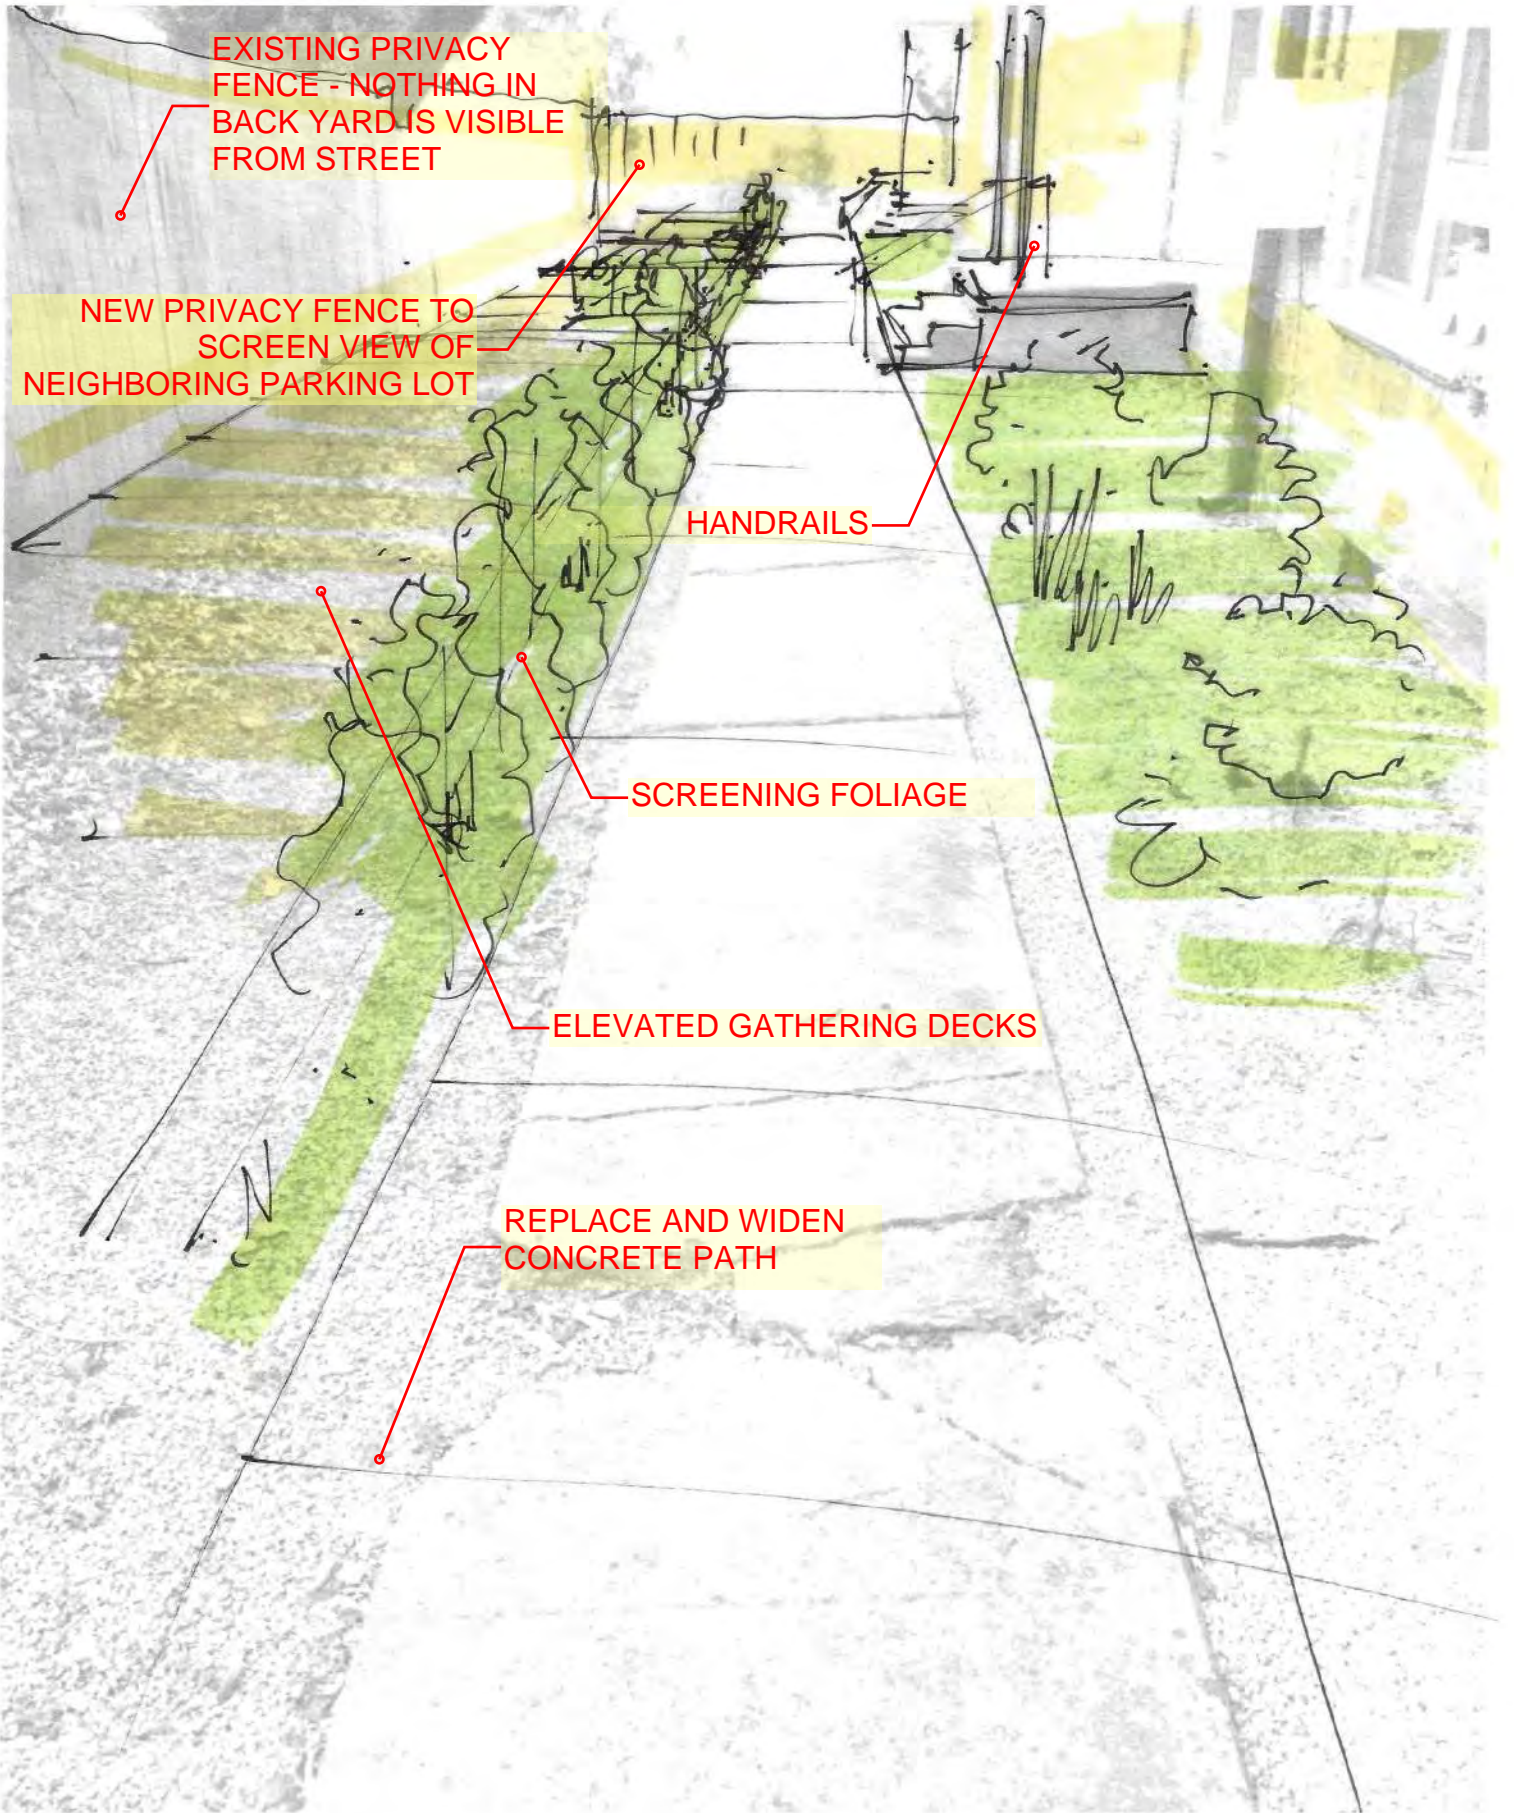 EXISTING PRIVACY
FENCE - NOTHING IN
BACK YARD IS VISIBLE
FROM STREET
NEW PRIVACY FENCE TO
SCREEN VIEW OF
NEIGHBORING PARKING LOT
HANDRAILS
SCREENING FOLIAGE
ELEVATED GATHERING DECKS
REPLACE AND WIDEN
CONCRETE PATH